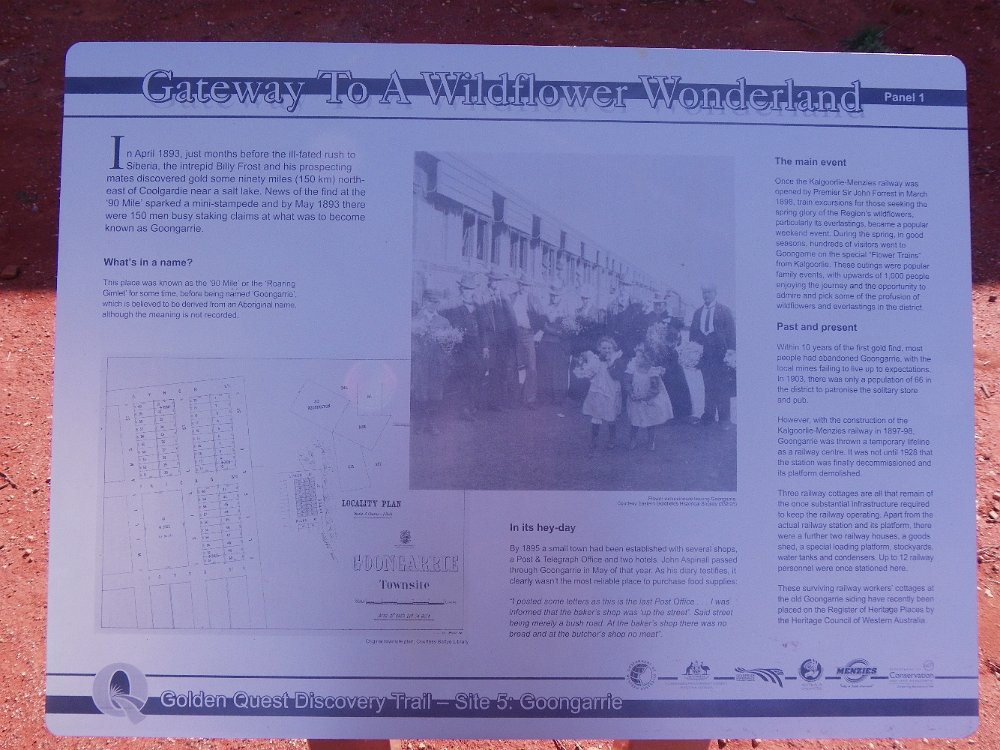 Gateway To A Wildflower Wonderland
Panel 1
In April 1893, just months before the ill-fated rush to
Siberia, the intrepid Billy Frost and his prospecting
mates discovered gold some ninety miles (150 km) north-
east of Coolgardie near a salt lake. News of the find at the
'90 Mile' sparked a mini-stampede and by May 1893 there
were 150 men busy staking claims at what was to become
known as Goongarrie.
What's in a name?
This place was known as the '90 Mile' or the 'Roaring
Gimlet' for some time, before being named 'Goongarrie',
which is believed to be derived from an Aboriginal name,
although the meaning is not recorded.
LOCALITY PLAN
GOONGARRIE
Townsite
Original townsite plan, Courtesy Battye Library
In its hey-day
By 1895 a small town had been established with several shops,
a Post & Telegraph Office and two hotels. John Aspinall passed
through Goongarrie in May of that year. As his diary testifies, it
clearly wasn't the most reliable place to purchase food supplies:
"I posted some letters as this is the last Post Office . . . I was
informed that the baker's shop was 'up the street'. Said street
being merely a bush road. At the baker's shop there was no
bread and at the butcher's shop no meat".
The main event
Once the Kalgoorlie-Menzies railway was
opened by Premier Sir John Forrest in March
1898, train excursions for those seeking the
spring glory of the Region's wildflowers,
particularly its everlastings, became a popular
weekend event. During the spring, in good
seasons, hundreds of visitors went to
Goongarrie on the special "Flower Trains"
from Kalgoorlie. These outings were popular
family events, with upwards of 1,000 people
enjoying the journey and the opportunity to
admire and pick some of the profusion of
wildflowers and everlastings in the district.
Past and present
Within 10 years of the first gold find, most
people had abandoned Goongarrie, with the
local mines failing to live up to expectations.
In 1903, there was only a population of 66 in
the district to patronise the solitary store
and pub.
However, with the construction of the
Kalgoorlie-Menzies railway in 1897-98,
Goongarrie was thrown a temporary lifeline
as a railway centre. It was not until 1928 that
the station was finally decommissioned and
its platform demolished.
Three railway cottages are all that remain of
the once substantial infrastructure required
to keep the railway operating. Apart from the
actual railway station and its platform, there
were a further two railway houses, a goods
shed, a special loading platform, stockyards,
water tanks and condensers. Up to 12 railway
personnel were once stationed here.
These surviving railway workers' cottages at
the old Goongarrie siding have recently been
placed on the Register of Heritage Places by
the Heritage Council of Western Australia
Golden Quest Discovery Trail – Site 5: Goongarrie
MENZIES
Conservation